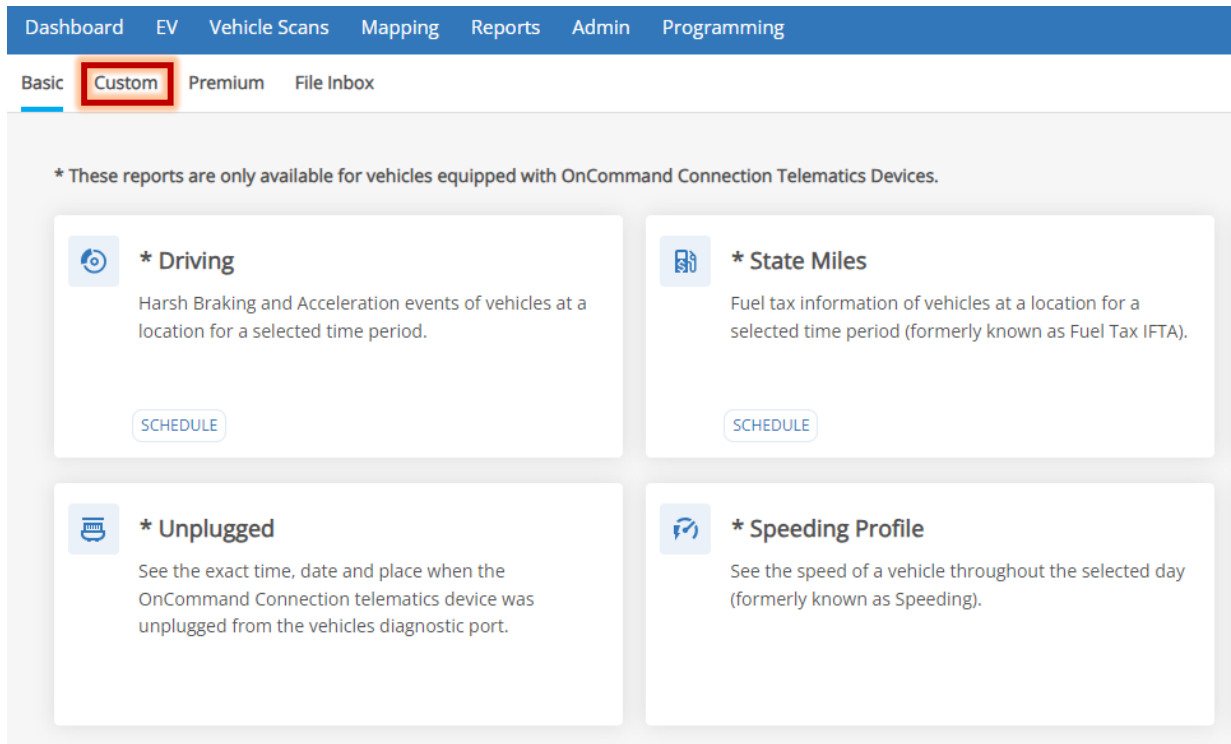 Dashboard EV Vehicle Scans Mapping Reports Admin Programming
Basic Custom Premium File Inbox
* These reports are only available for vehicles equipped with OnCommand Connection Telematics Devices.
* Driving
Harsh Braking and Acceleration events of vehicles at a
location for a selected time period.
SCHEDULE
* State Miles
Fuel tax information of vehicles at a location for a
selected time period (formerly known as Fuel Tax IFTA).
SCHEDULE
* Unplugged
See the exact time, date and place when the
OnCommand Connection telematics device was
unplugged from the vehicles diagnostic port.
* Speeding Profile
See the speed of a vehicle throughout the selected day
(formerly known as Speeding).